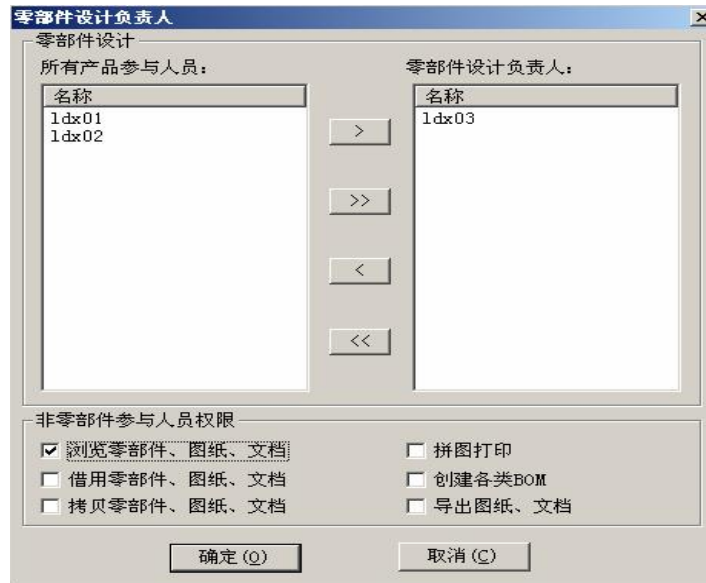 零部件设计负责人
零部件设计
所有产品参与人员:
零部件设计负责人:
名称
ldx01
ldx02
名称
ldx03
>
>>
<
<<
非零部件参与人员权限
浏览零部件、图纸、文档
拼图打印
借用零部件、图纸、文档
创建各类BOM
拷贝零部件、图纸、文档
导出图纸、文档
确定(O)
取消(C)